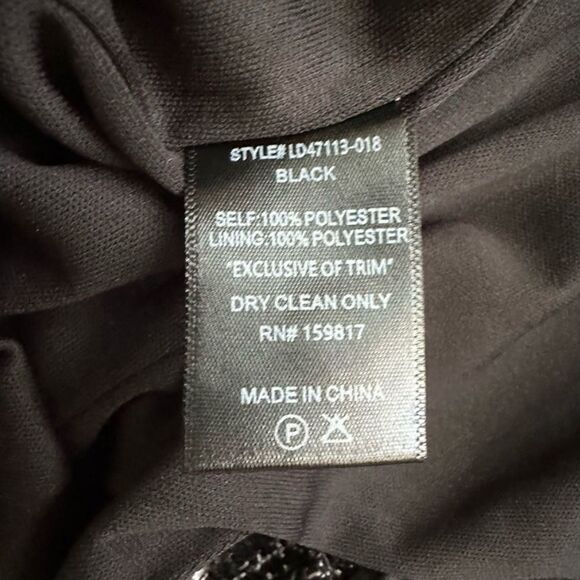 STYLE# LD47113-018
BLACK
SELF:100% POLYESTER
LINING:100% POLYESTER
"EXCLUSIVE OF TRIM"
DRY CLEAN ONLY
RN# 159817
MADE IN CHINA
P